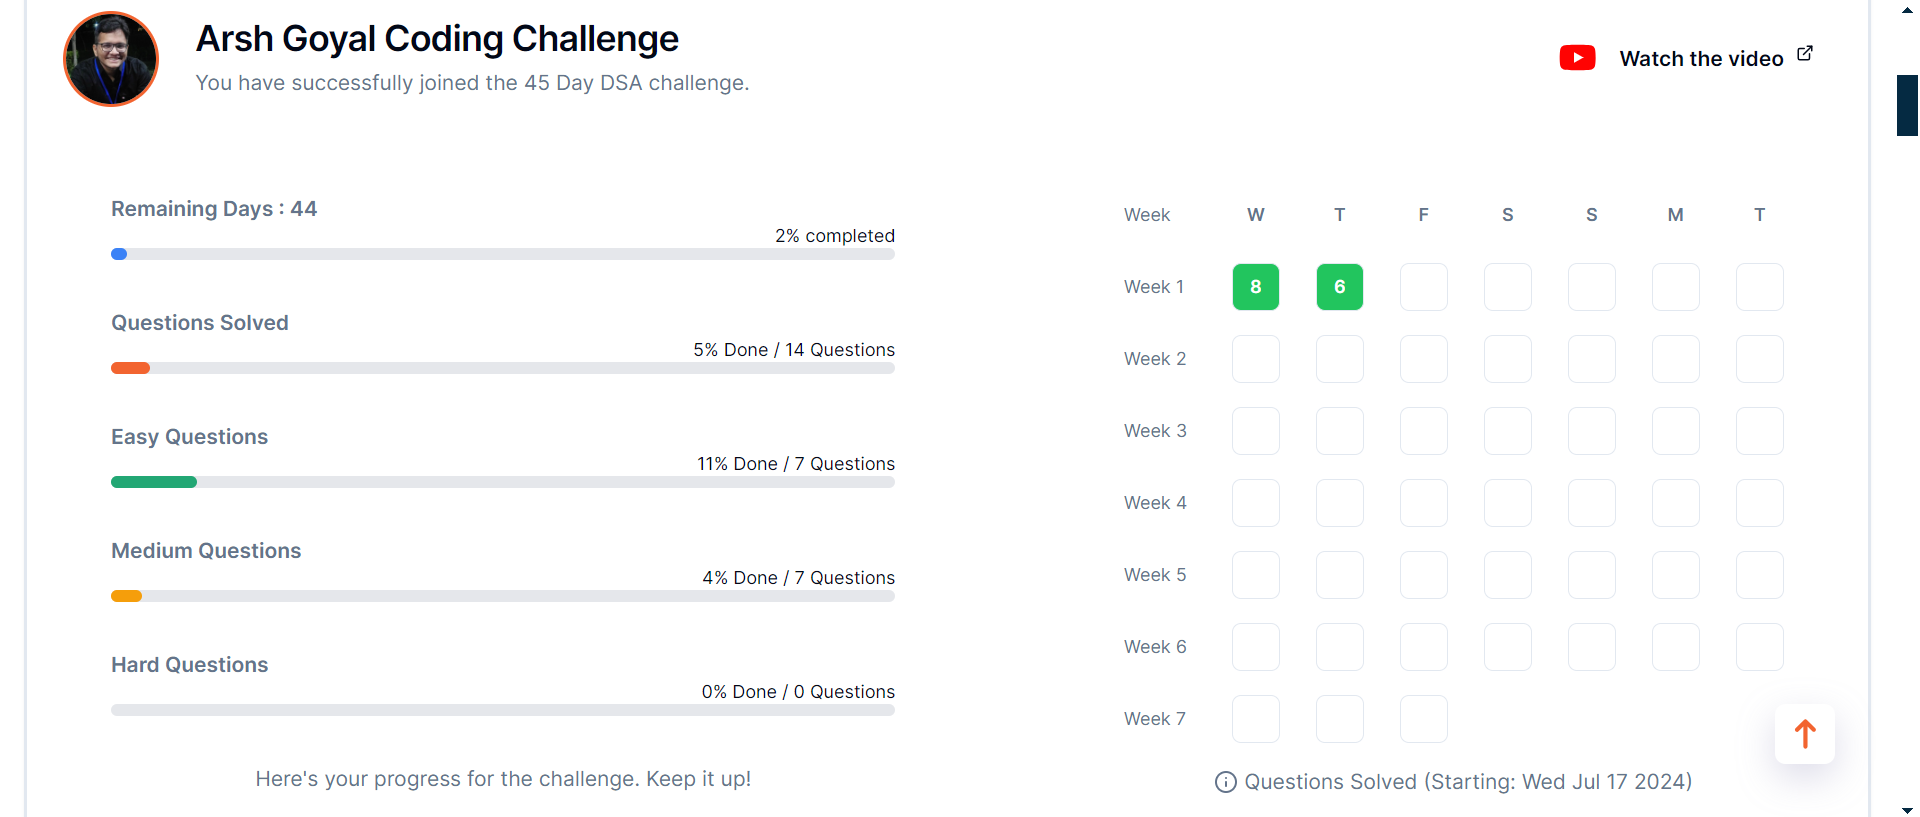 Arsh Goyal Coding Challenge
You have successfully joined the 45 Day DSA challenge.
Watch the video
Remaining Days : 44
2% completed
Questions Solved
5% Done / 14 Questions
Easy Questions
11% Done / 7 Questions
Medium Questions
4% Done / 7 Questions
Hard Questions
0% Done / 0 Questions
Here's your progress for the challenge. Keep it up!
Week W T F S S M T
Week 1 8 6
Week 2
Week 3
Week 4
Week 5
Week 6
Week 7
Questions Solved (Starting: Wed Jul 17 2024)